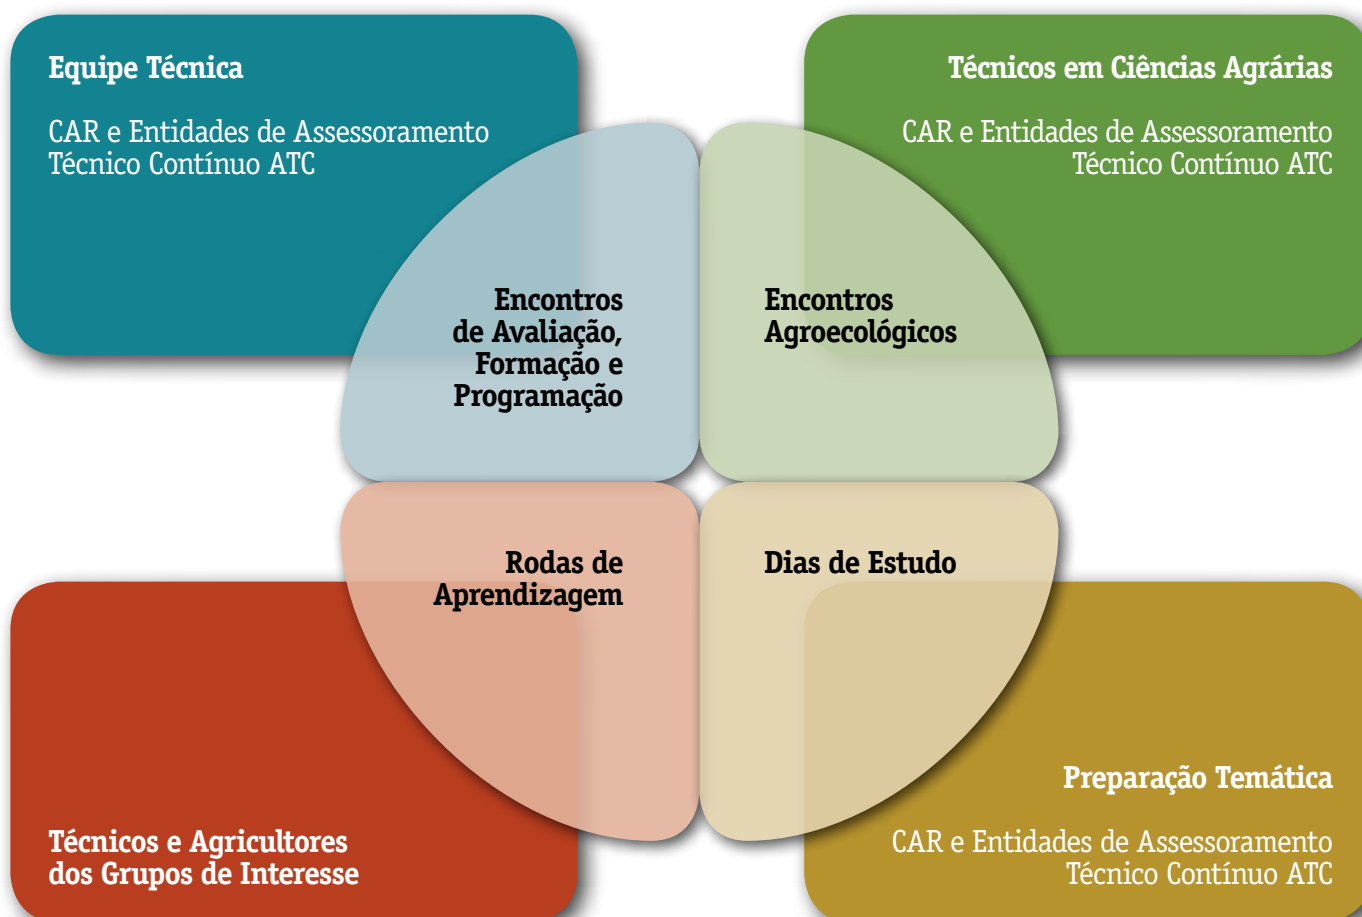 Equipe Técnica
CAR e Entidades de Assessoramento
Técnico Contínuo ATC
Técnicos em Ciências Agrárias
CAR e Entidades de Assessoramento
Técnico Contínuo ATC
Encontros
de Avaliação,
Formação e
Programação
Encontros
Agroecológicos
Rodas de
Aprendizagem
Dias de Estudo
Técnicos e Agricultores
dos Grupos de Interesse
Preparação Temática
CAR e Entidades de Assessoramento
Técnico Contínuo ATC